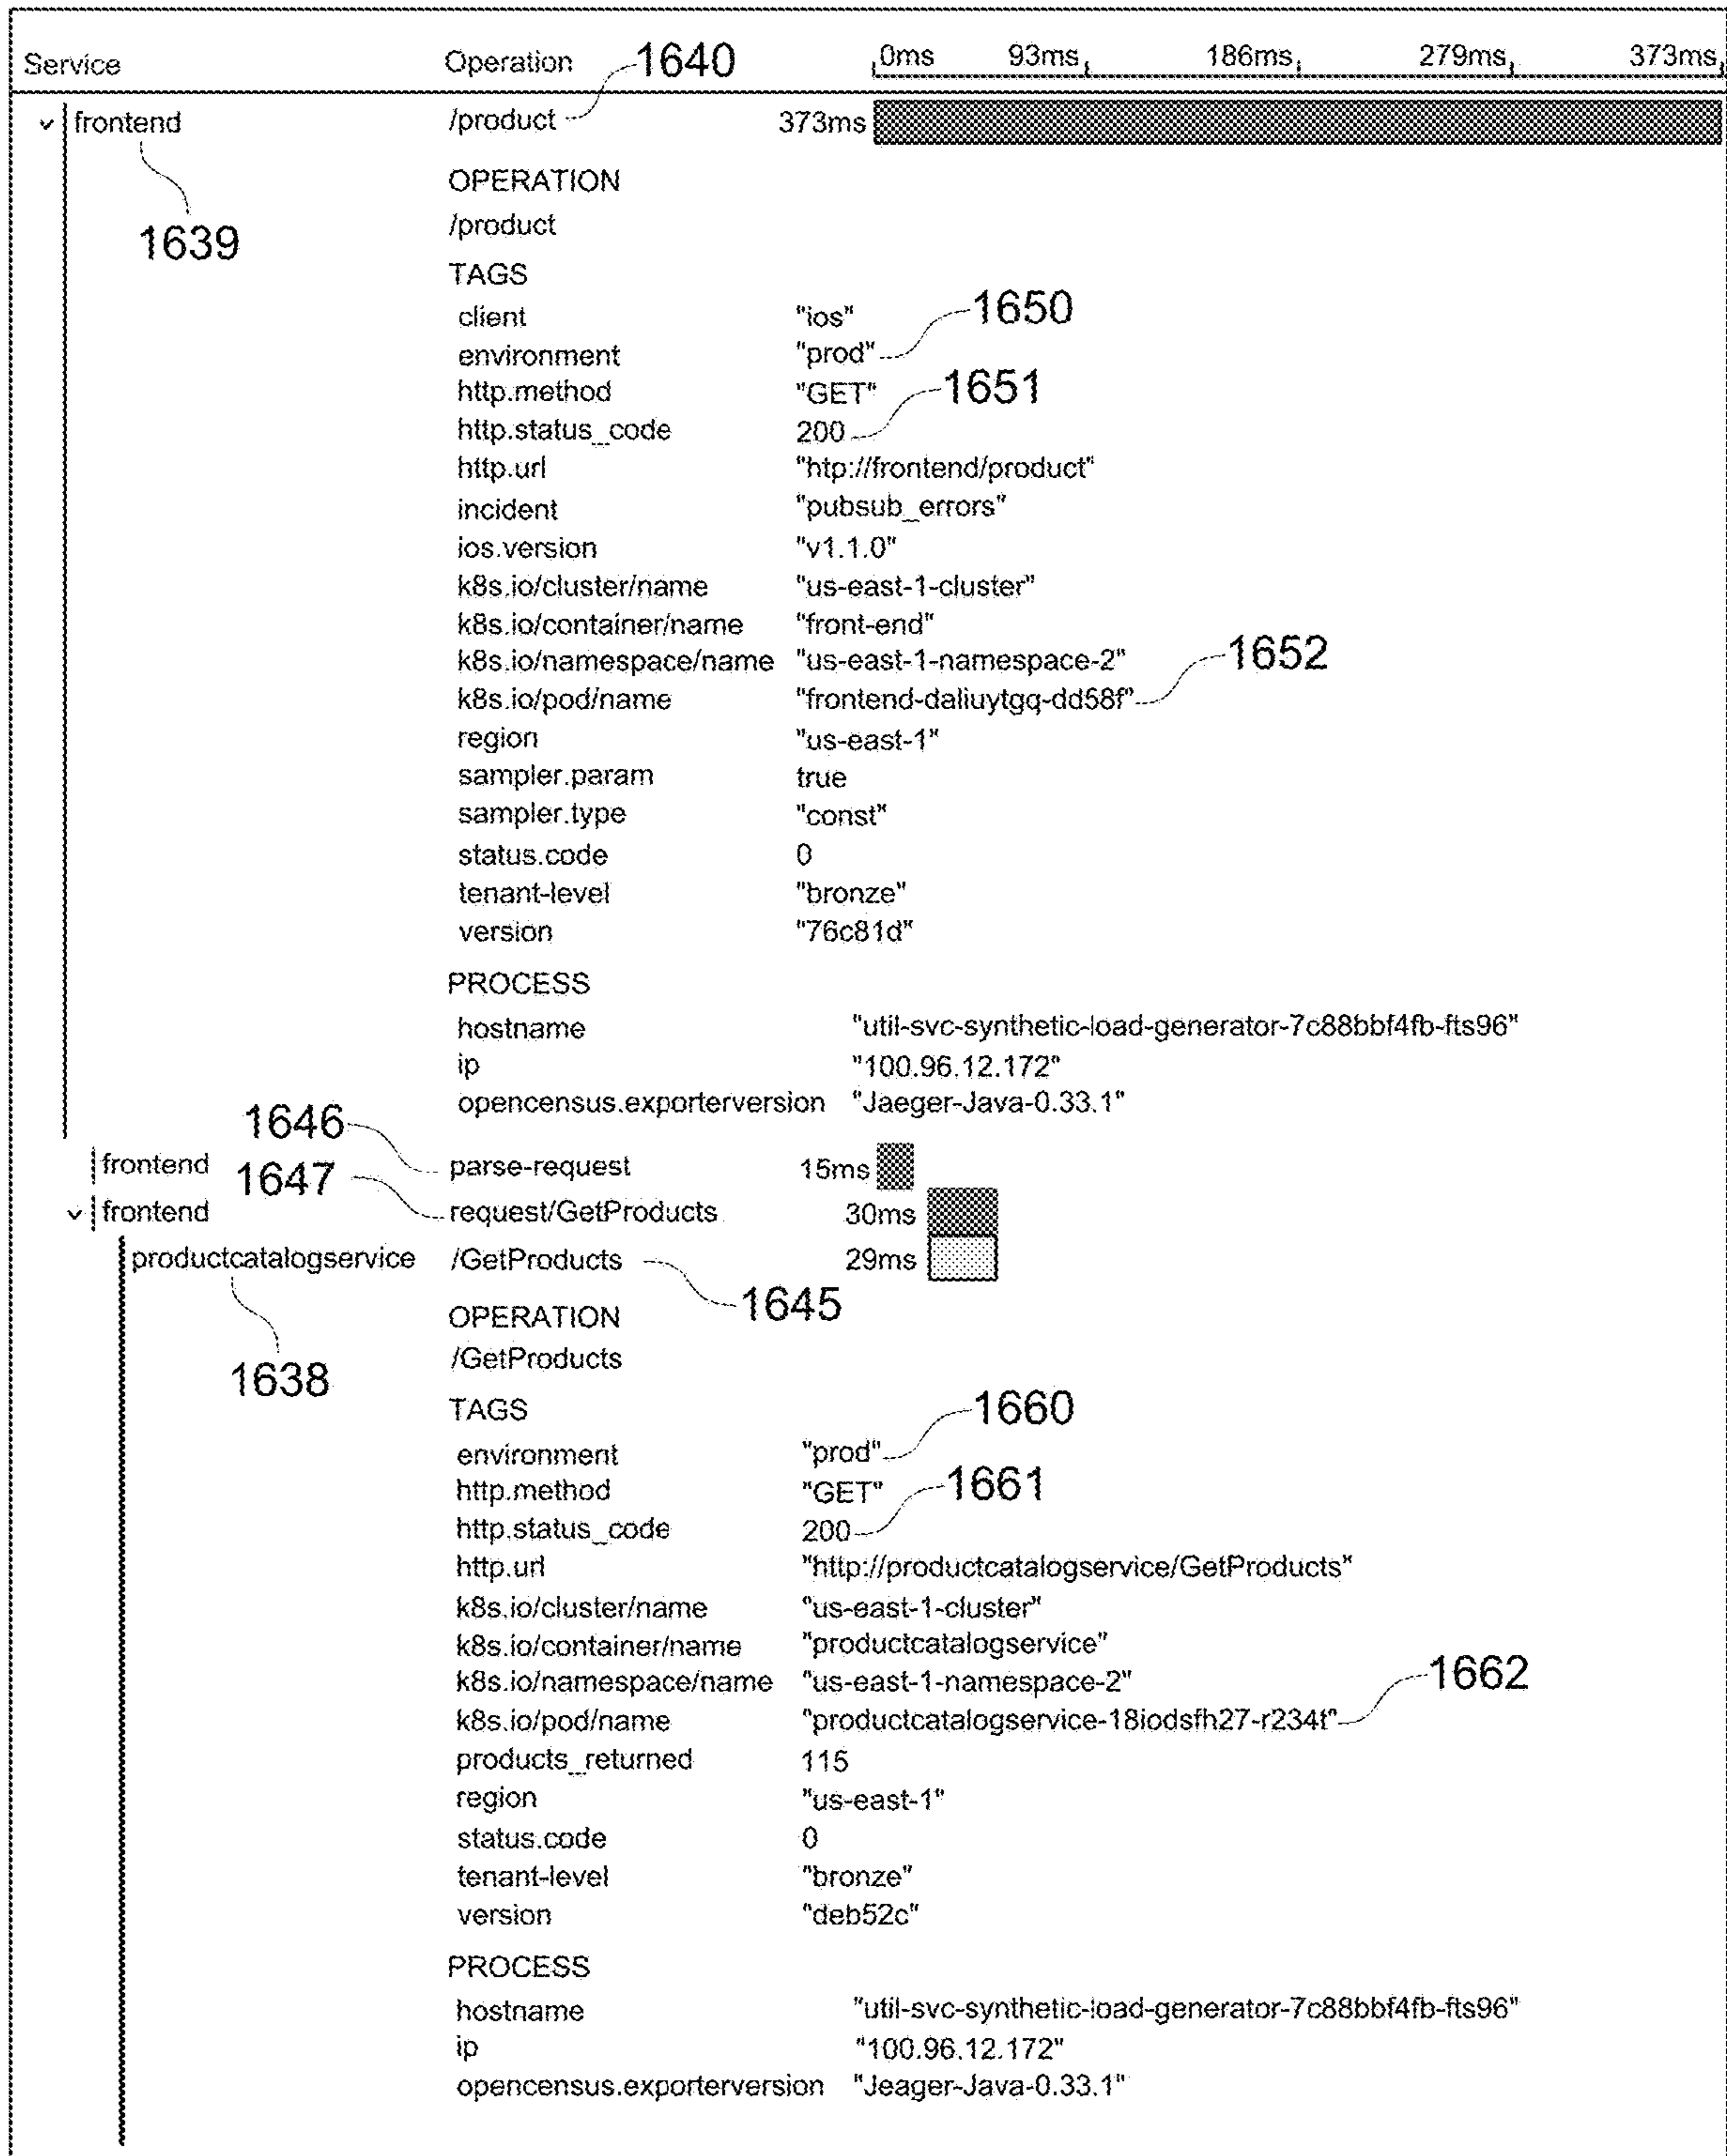 Service Operation 1640 0ms 93ms 186ms 279ms 373ms
frontend /product 373ms
1639
OPERATION
/product
TAGS
client "ios" 1650
environment "prod"
http.method "GET" 1651
http.status_code 200
http.url "htp://frontend/product"
incident "pubsub_errors"
ios.version "v1.1.0"
k8s.io/cluster/name "us-east-1-cluster"
k8s.io/container/name "front-end"
k8s.io/namespace/name "us-east-1-namespace-2" 1652
k8s.io/pod/name "frontend-daliuytgq-dd58f"
region "us-east-1"
sampler.param true
sampler.type "const"
status.code 0
tenant-level "bronze"
version "76c81d"
PROCESS
hostname "util-svc-synthetic-load-generator-7c88bbf4fb-fts96"
ip "100.96.12.172"
opencensus.exporterversion "Jaeger-Java-0.33.1"
1646
frontend parse-request 15ms
1647
frontend request/GetProducts 30ms
productcatalogservice /GetProducts 29ms
1645
1638
OPERATION
/GetProducts
TAGS 1660
environment "prod"
http.method "GET" 1661
http.status_code 200
http.url "http://productcatalogservice/GetProducts"
k8s.io/cluster/name "us-east-1-cluster"
k8s.io/container/name "productcatalogservice"
k8s.io/namespace/name "us-east-1-namespace-2" 1662
k8s.io/pod/name "productcatalogservice-18iodsfh27-r234t"
products_returned 115
region "us-east-1"
status.code 0
tenant-level "bronze"
version "deb52c"
PROCESS
hostname "util-svc-synthetic-load-generator-7c88bbf4fb-fts96"
ip "100.96.12.172"
opencensus.exporterversion "Jeager-Java-0.33.1"